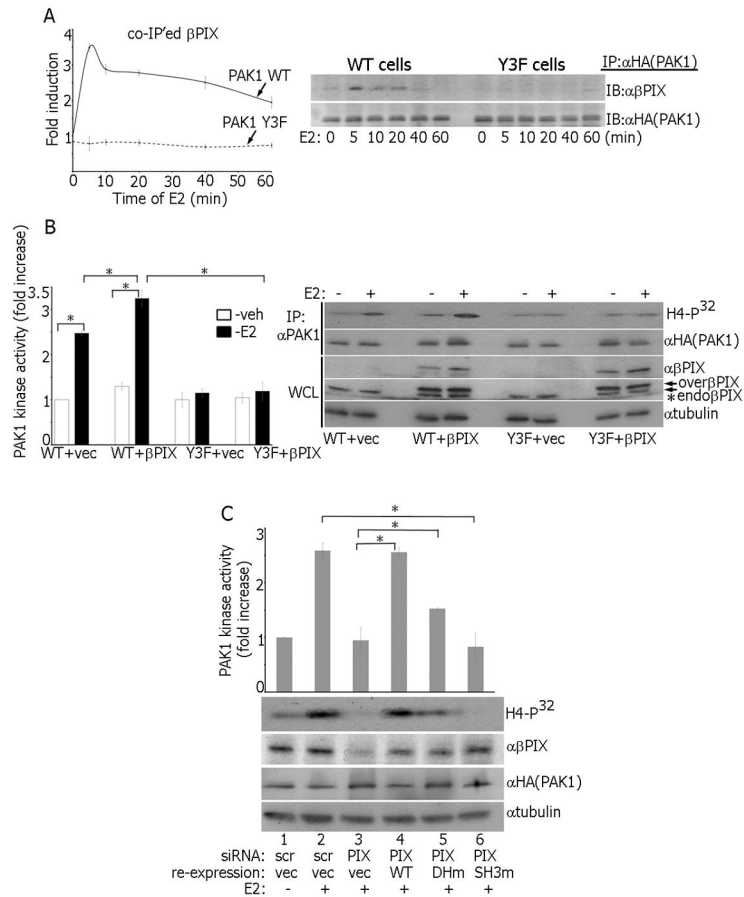 A
co-IP'ed βPIX
Fold induction
4
3
2
1
0
PAK1 WT
PAK1 Y3F
0 10 20 30 40 50 60
Time of E2 (min)
WT cells Y3F cells IP:αHA(PAK1)
IB:αβPIX
IB:αHA(PAK1)
E2: 0 5 10 20 40 60 0 5 10 20 40 60 (min)
B
PAK1 kinase activity (fold increase)
3.5
3
2
1
0
* * * *
-veh
-E2
WT+vec WT+βPIX Y3F+vec Y3F+βPIX
E2: - + - + - + - +
IP:
αPAK1
H4-P32
αHA(PAK1)
WCL
αβPIX
overβPIX
* endoβPIX
αtubulin
WT+vec WT+βPIX Y3F+vec Y3F+βPIX
C
PAK1 kinase activity
(fold increase)
3
2
1
0
*
*
*
H4-P32
αβPIX
αHA(PAK1)
αtubulin
1 2 3 4 5 6
siRNA: scr scr PIX PIX PIX PIX
re-expression: vec vec vec WT DHm SH3m
E2: - + + + + +